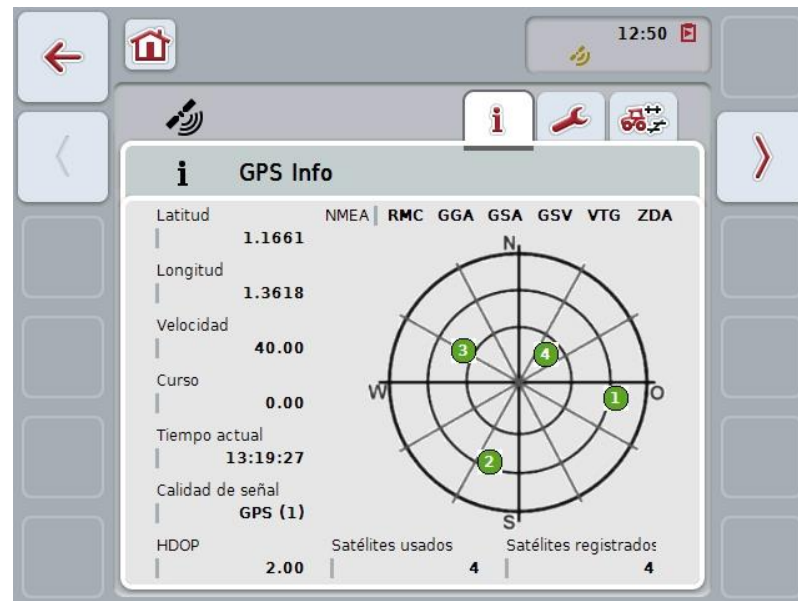 12:50
i
i GPS Info
Latitud
1.1661
Longitud
1.3618
Velocidad
40.00
Curso
0.00
Tiempo actual
13:19:27
Calidad de señal
GPS (1)
HDOP
2.00
NMEA RMC GGA GSA GSV VTG ZDA
N
3
4
W
1
O
2
S
Satélites usados
4
Satélites registrados
4